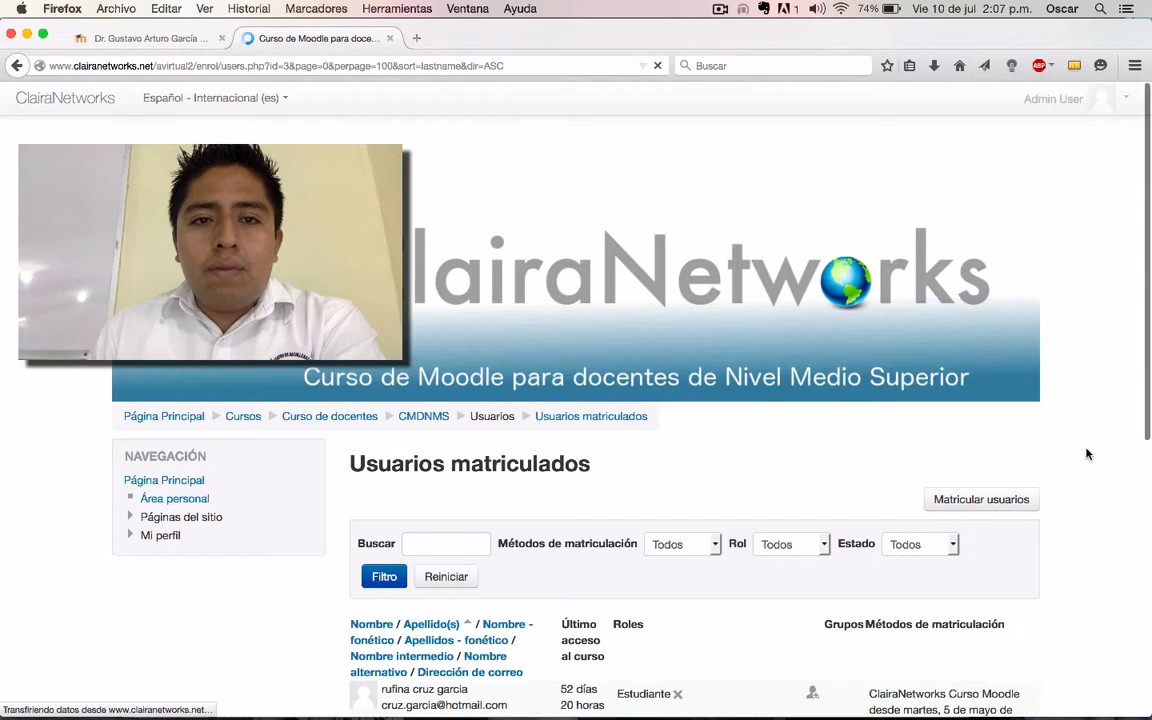 Firefox Archivo Editar Ver Historial Marcadores Herramientas Ventana Ayuda 1 74% Vie 10 de jul 2:07 p.m. Oscar
Dr. Gustavo Arturo García ... × Curso de Moodle para doce... × +
www.clairanetworks.net/avirtual2/enrol/users.php?id=3&page=0&perpage=100&sort=lastname&dir=ASC Buscar ABP
ClairaNetworks Español - Internacional (es) Admin User
ClairaNetworks
Curso de Moodle para docentes de Nivel Medio Superior
Página Principal Cursos Curso de docentes CMDNMS Usuarios Usuarios matriculados
NAVEGACIÓN
Página Principal
Área personal
Páginas del sitio
Mi perfil
Usuarios matriculados
Matricular usuarios
Buscar Métodos de matriculación Todos Rol Todos Estado Todos
Filtro Reiniciar
Nombre / Apellido(s) / Nombre -
fonético / Apellidos - fonético /
Nombre intermedio / Nombre
alternativo / Dirección de correo
Último
acceso
al curso
Roles
Grupos
Métodos de matriculación
rufina cruz garcia
cruz.garcia@hotmail.com
52 días
20 horas
Estudiante
ClairaNetworks Curso Moodle
desde martes, 5 de mayo de
Transfiriendo datos desde www.clairanetworks.net...